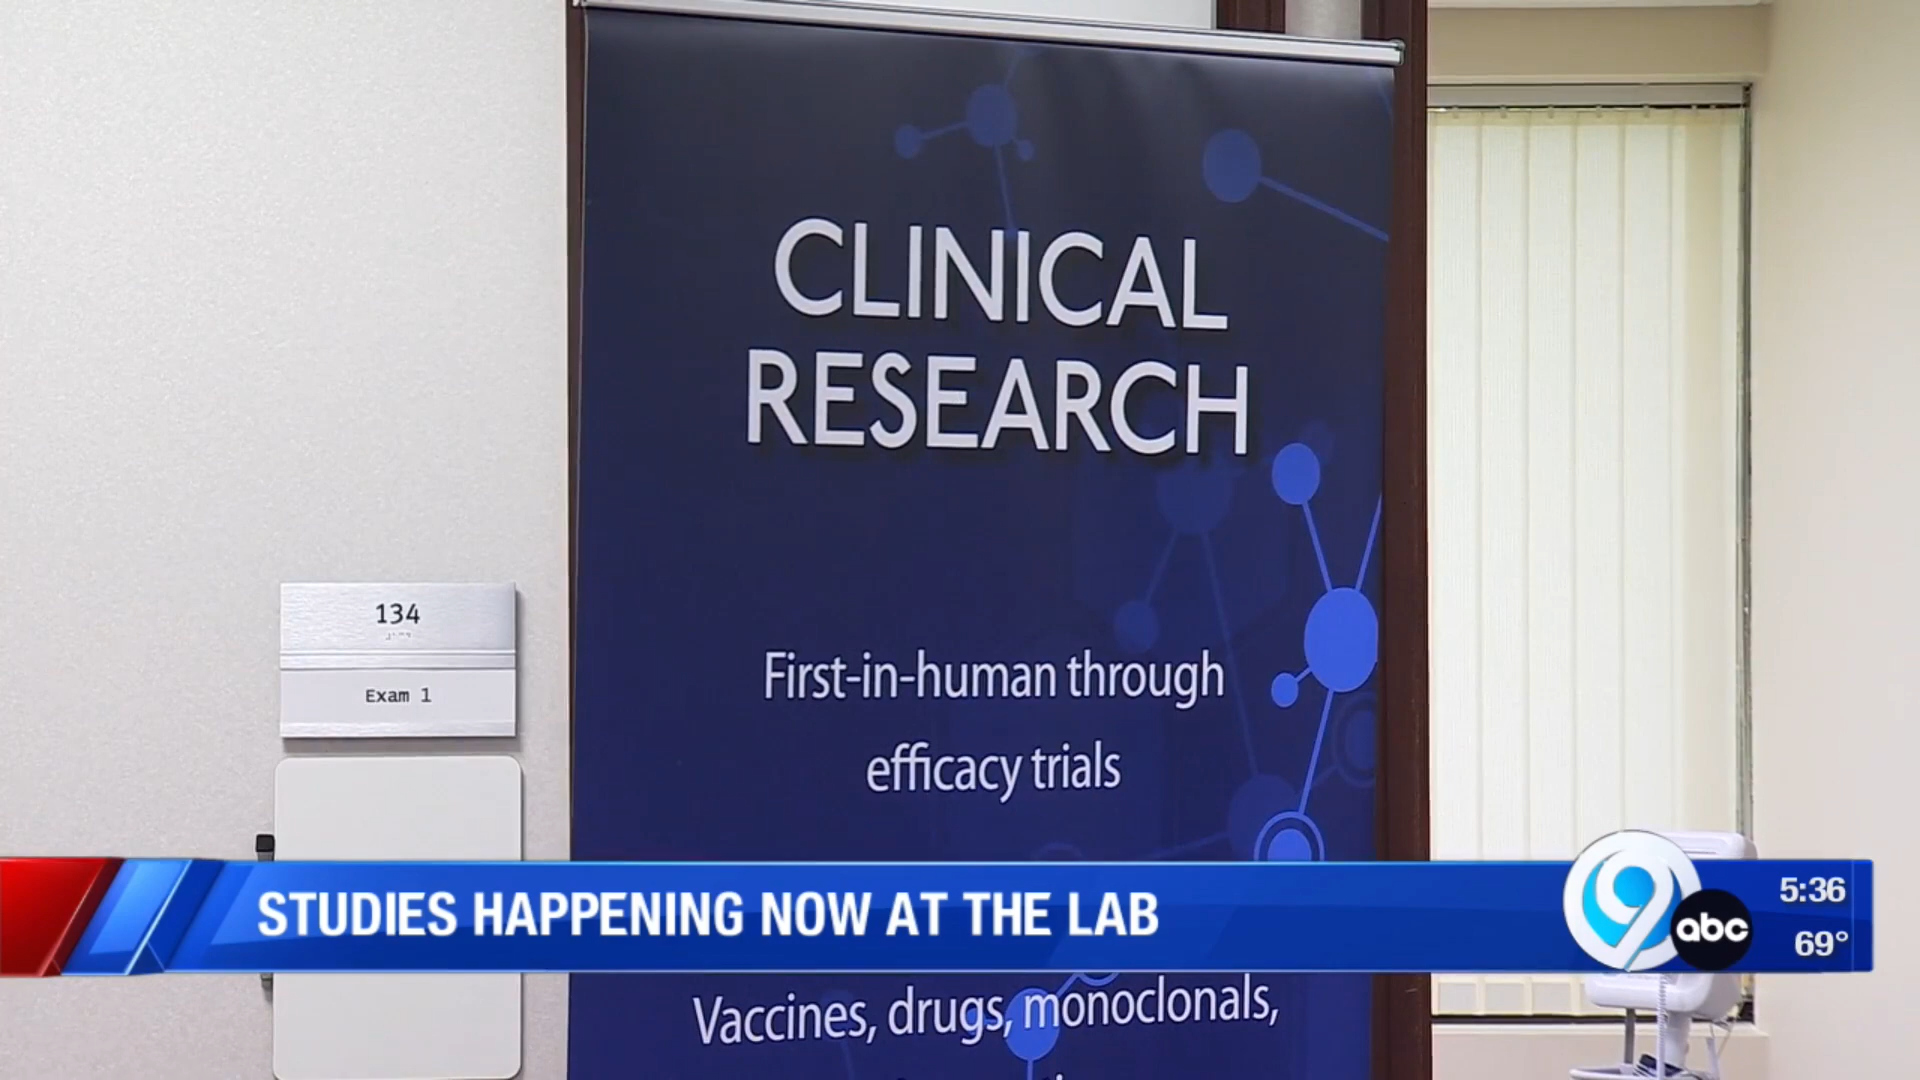 CLINICAL
RESEARCH
134
Exam 1
First-in-human through
efficacy trials
STUDIES HAPPENING NOW AT THE LAB
9
abc
5:36
69°
Vaccines, drugs, monoclonals,